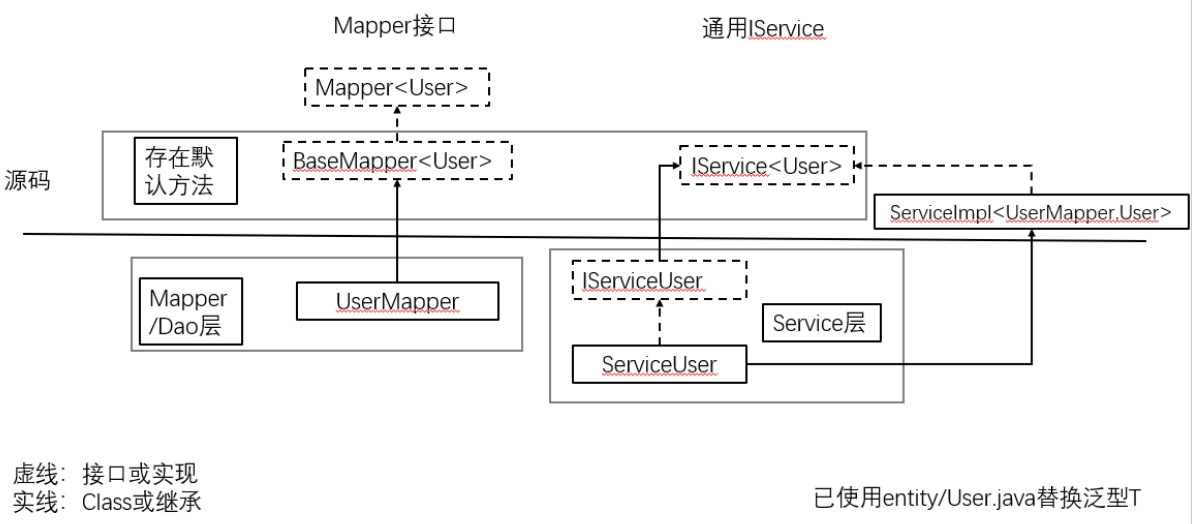 Mapper接口
通用IService
Mapper<User>
存在默
认方法
BaseMapper<User>
IService<User>
源码
ServiceImpl<UserMapper.User>
Mapper
/Dao层
UserMapper
IServiceUser
Service层
ServiceUser
虚线：接口或实现
实线：Class或继承
已使用entity/User.java替换泛型T